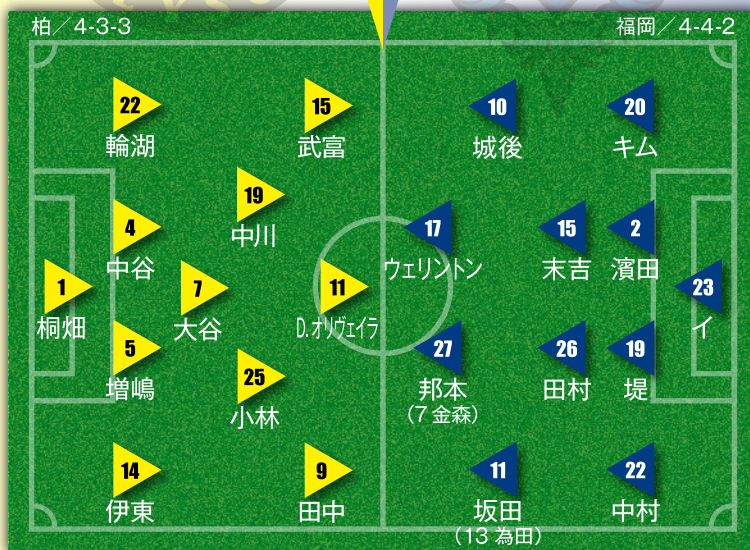 柏／4-3-3
福岡／4-4-2
22
輪湖
15
武富
10
城後
20
キム
19
中川
4
中谷
17
ウェリントン
15
末吉
2
濱田
1
桐畑
7
大谷
11
D.オリヴェイラ
23
イ
5
増嶋
25
小林
27
邦本
(7 金森)
26
田村
19
堤
14
伊東
9
田中
11
坂田
(13 為田)
22
中村